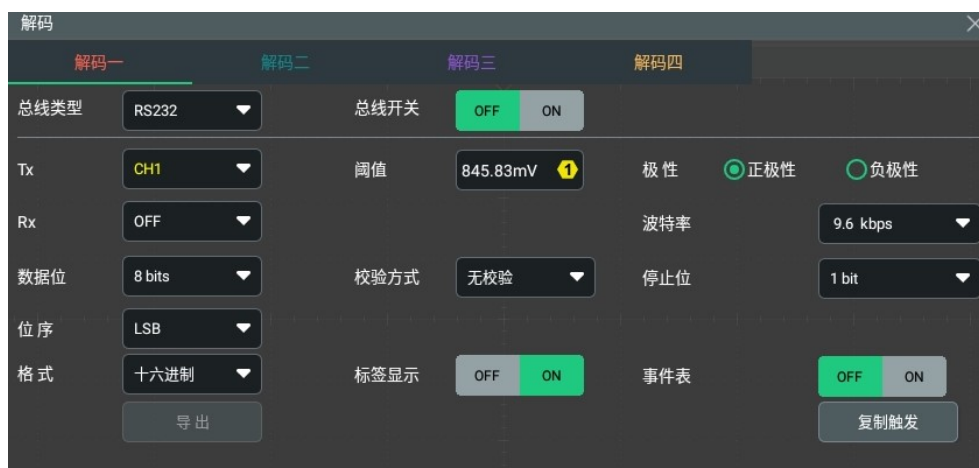 解码
解码一 解码二 解码三 解码四
总线类型 RS232 总线开关 OFF ON
Tx CH1 阈值 845.83mV 1 极性 正极性 负极性
Rx OFF 波特率 9.6 kbps
数据位 8 bits 校验方式 无校验 停止位 1 bit
位序 LSB
格式 十六进制 标签显示 OFF ON 事件表 OFF ON
导出 复制触发